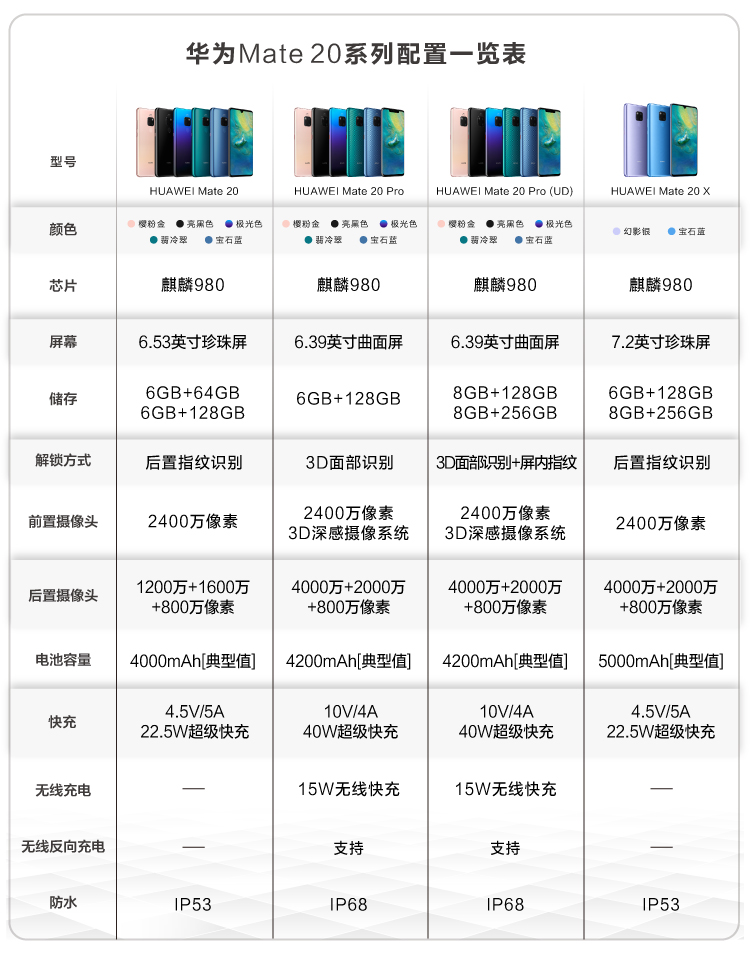 华为Mate 20系列配置一览表
型号
HUAWEI Mate 20
HUAWEI Mate 20 Pro
HUAWEI Mate 20 Pro (UD)
HUAWEI Mate 20 X
颜色
樱粉金 亮黑色 极光色
翡冷翠 宝石蓝
樱粉金 亮黑色 极光色
翡冷翠 宝石蓝
樱粉金 亮黑色 极光色
翡冷翠 宝石蓝
幻影银 宝石蓝
芯片
麒麟980
麒麟980
麒麟980
麒麟980
屏幕
6.53英寸珍珠屏
6.39英寸曲面屏
6.39英寸曲面屏
7.2英寸珍珠屏
储存
6GB+64GB
6GB+128GB
6GB+128GB
8GB+128GB
8GB+256GB
6GB+128GB
8GB+256GB
解锁方式
后置指纹识别
3D面部识别
3D面部识别+屏内指纹
后置指纹识别
前置摄像头
2400万像素
2400万像素
3D深感摄像系统
2400万像素
3D深感摄像系统
2400万像素
后置摄像头
1200万+1600万
+800万像素
4000万+2000万
+800万像素
4000万+2000万
+800万像素
4000万+2000万
+800万像素
电池容量
4000mAh[典型值]
4200mAh[典型值]
4200mAh[典型值]
5000mAh[典型值]
快充
4.5V/5A
22.5W超级快充
10V/4A
40W超级快充
10V/4A
40W超级快充
4.5V/5A
22.5W超级快充
无线充电
——
15W无线快充
15W无线快充
——
无线反向充电
——
支持
支持
——
防水
IP53
IP68
IP68
IP53